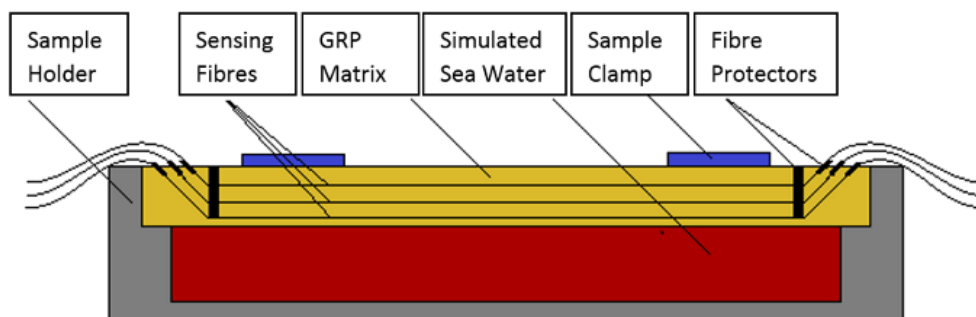 Sample
Holder
Sensing
Fibres
GRP
Matrix
Simulated
Sea Water
Sample
Clamp
Fibre
Protectors